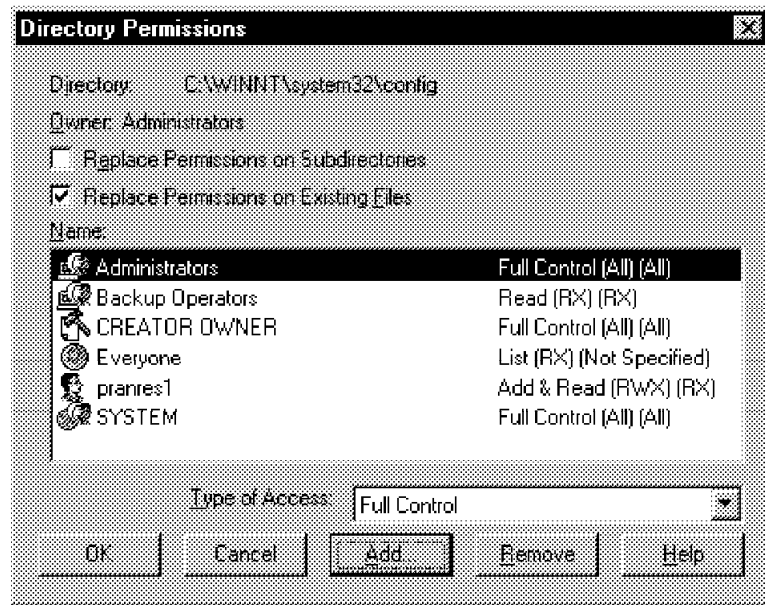 Directory Permissions
Directory: C:\WINNT\system32\config
Owner: Administrators
Replace Permissions on Subdirectories
Replace Permissions on Existing Files
Name:
Administrators Full Control (All) (All)
Backup Operators Read (RX) (RX)
CREATOR OWNER Full Control (All) (All)
Everyone List (RX) (Not Specified)
pranres1 Add & Read (RWX) (RX)
SYSTEM Full Control (All) (All)
Type of Access: Full Control
OK Cancel Add... Remove Help